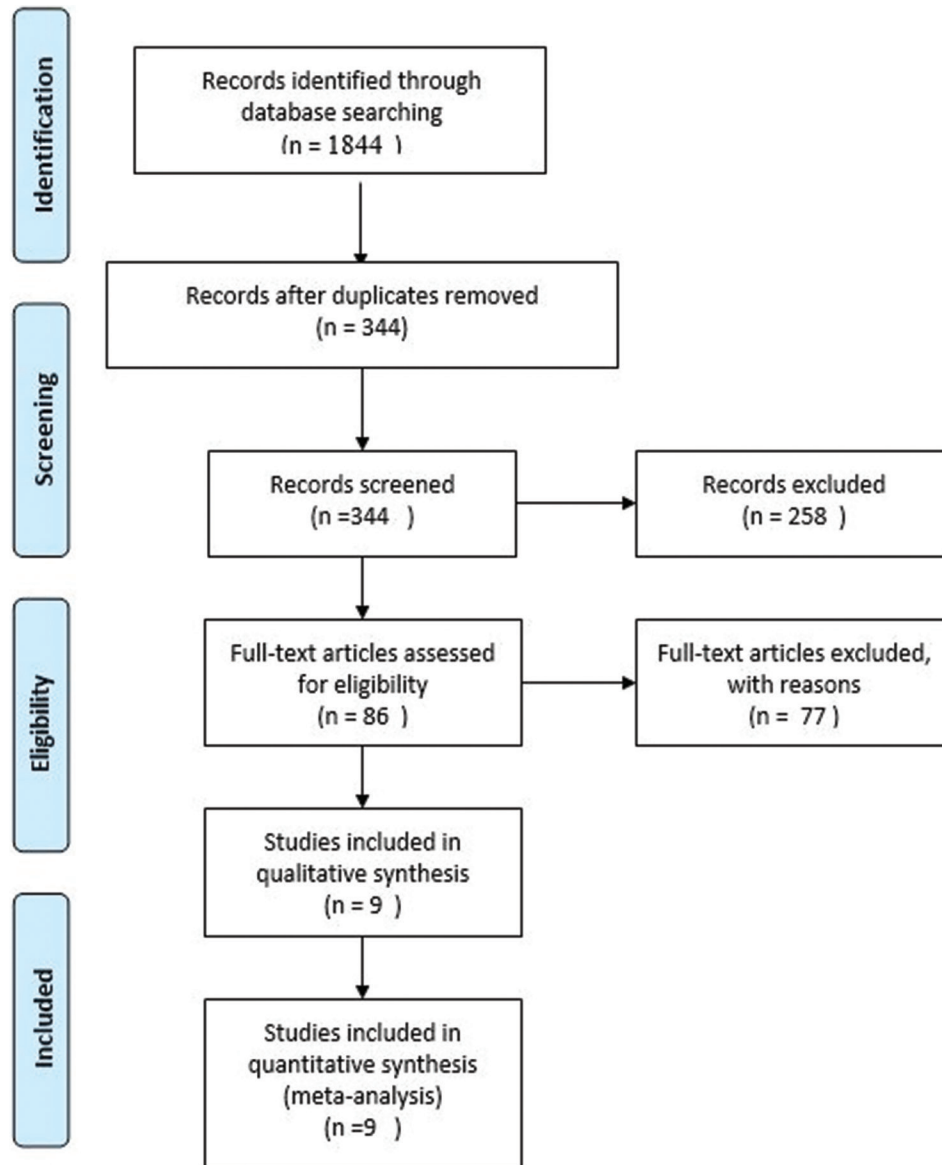 Identification
Records identified through
database searching
(n = 1844 )
Records after duplicates removed
(n = 344)
Screening
Records screened
(n =344 )
Records excluded
(n = 258 )
Eligibility
Full-text articles assessed
for eligibility
(n = 86 )
Full-text articles excluded,
with reasons
(n = 77 )
Studies included in
qualitative synthesis
(n = 9 )
Included
Studies included in
quantitative synthesis
(meta-analysis)
(n =9 )